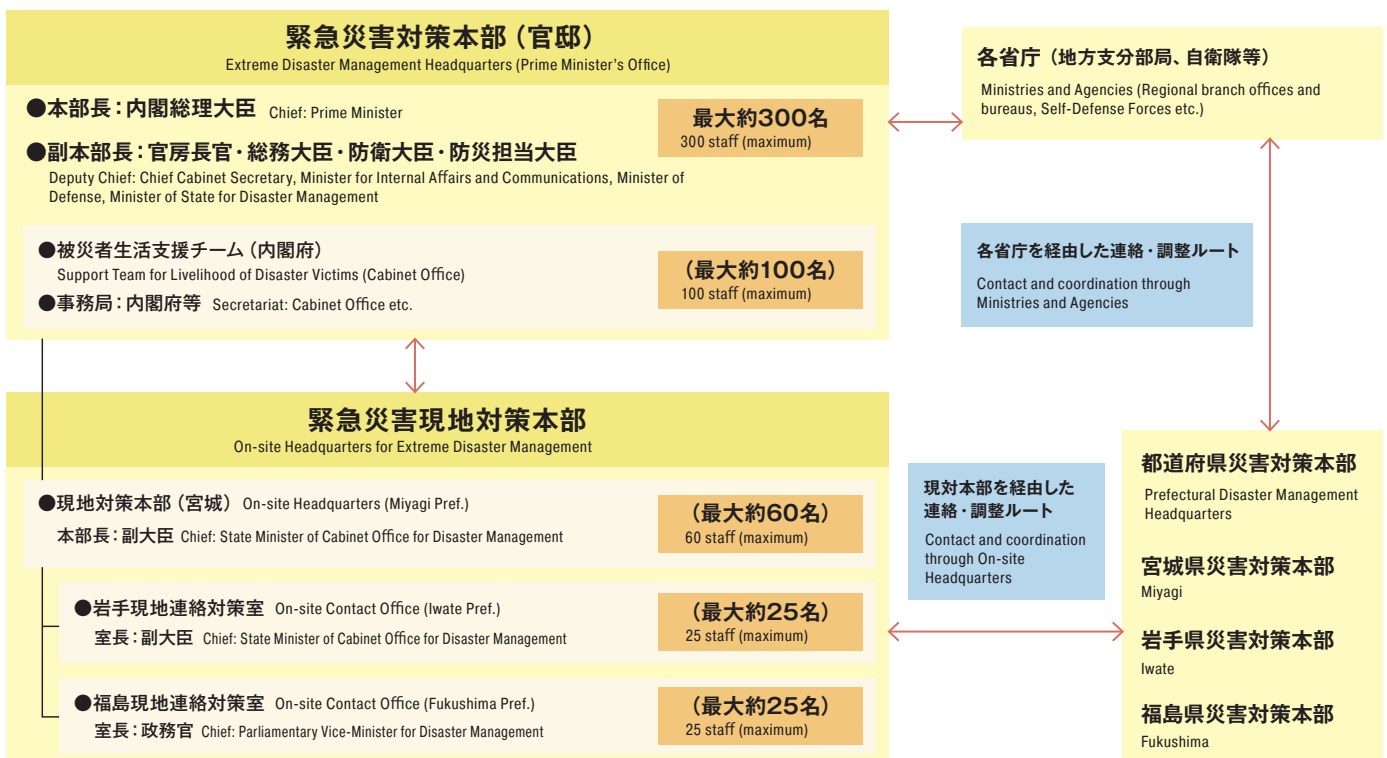 緊急災害対策本部（官邸）
Extreme Disaster Management Headquarters (Prime Minister's Office)
●本部長：内閣総理大臣 Chief: Prime Minister
最大約300名
300 staff (maximum)
●副本部長：官房長官・総務大臣・防衛大臣・防災担当大臣
Deputy Chief: Chief Cabinet Secretary, Minister for Internal Affairs and Communications, Minister of
Defense, Minister of State for Disaster Management
●被災者生活支援チーム（内閣府）
Support Team for Livelihood of Disaster Victims (Cabinet Office)
●事務局：内閣府等 Secretariat: Cabinet Office etc.
（最大約100名）
100 staff (maximum)
各省庁（地方支分部局、自衛隊等）
Ministries and Agencies (Regional branch offices and
bureaus, Self-Defense Forces etc.)
各省庁を経由した連絡・調整ルート
Contact and coordination through
Ministries and Agencies
緊急災害現地対策本部
On-site Headquarters for Extreme Disaster Management
●現地対策本部（宮城） On-site Headquarters (Miyagi Pref.)
本部長：副大臣 Chief: State Minister of Cabinet Office for Disaster Management
（最大約60名）
60 staff (maximum)
●岩手現地連絡対策室 On-site Contact Office (Iwate Pref.)
室長：副大臣 Chief: State Minister of Cabinet Office for Disaster Management
（最大約25名）
25 staff (maximum)
●福島現地連絡対策室 On-site Contact Office (Fukushima Pref.)
室長：政務官 Chief: Parliamentary Vice-Minister for Disaster Management
（最大約25名）
25 staff (maximum)
現対本部を経由した
連絡・調整ルート
Contact and coordination
through On-site
Headquarters
都道府県災害対策本部
Prefectural Disaster Management
Headquarters
宮城県災害対策本部
Miyagi
岩手県災害対策本部
Iwate
福島県災害対策本部
Fukushima